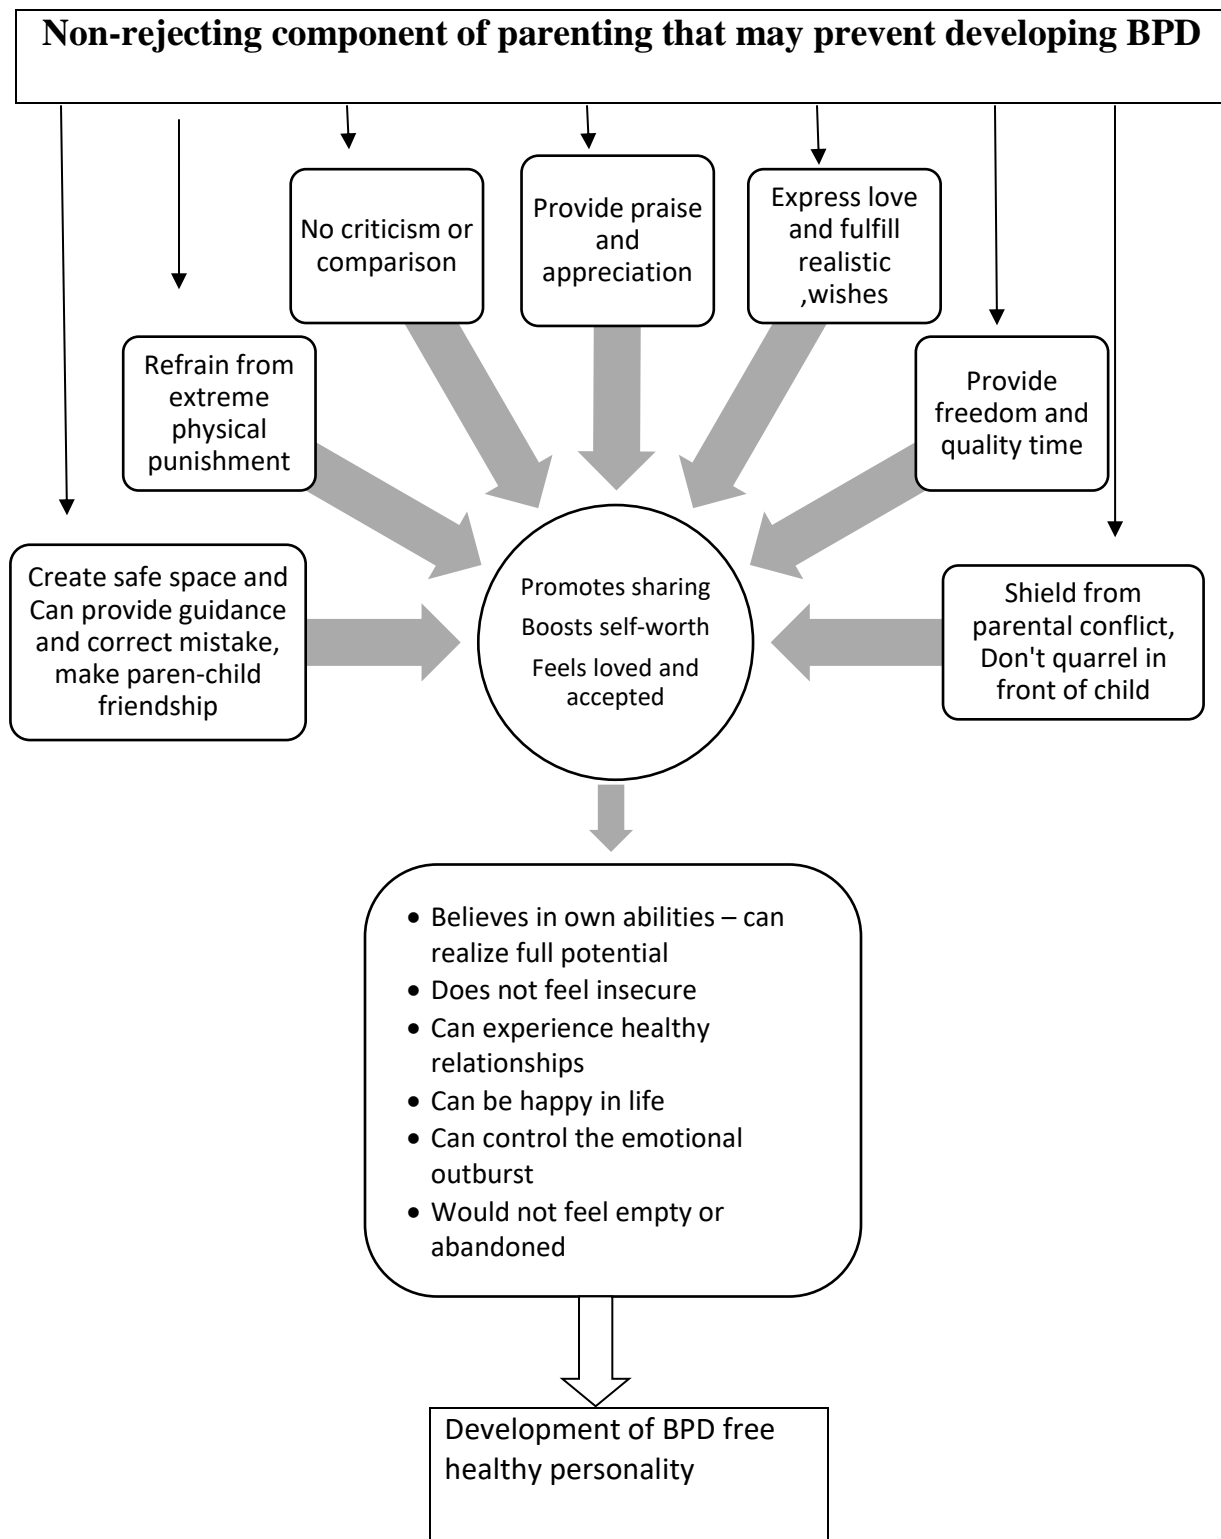 Non-rejecting component of parenting that may prevent developing BPD
No criticism or
comparison
Provide praise
and
appreciation
Express love
and fulfill
realistic
,wishes
Refrain from
extreme
physical
punishment
Provide
freedom and
quality time
Create safe space and
Can provide guidance
and correct mistake,
make paren-child
friendship
Promotes sharing
Boosts self-worth
Feels loved and
accepted
Shield from
parental conflict,
Don't quarrel in
front of child
• Believes in own abilities – can
realize full potential
• Does not feel insecure
• Can experience healthy
relationships
• Can be happy in life
• Can control the emotional
outburst
• Would not feel empty or
abandoned
Development of BPD free
healthy personality